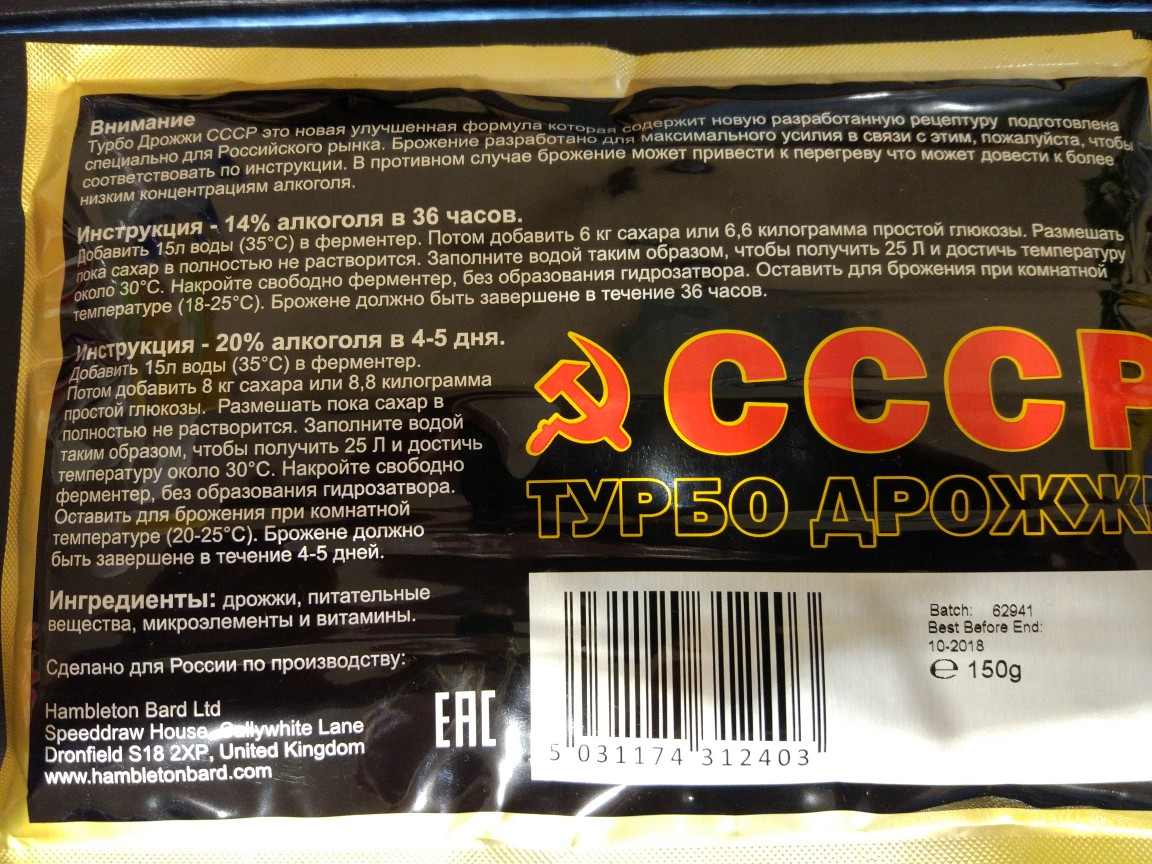 Внимание
Турбо Дрожжи СССР это новая улучшенная формула которая содержит новую разработанную рецептуру подготовлена
специально для Российского рынка. Брожение разработано для максимального усилия в связи с этим, пожалуйста, чтобы
соответствовать по инструкции. В противном случае брожение может привести к перегреву что может довести к более
низким концентрациям алкоголя.
Инструкция - 14% алкоголя в 36 часов.
Добавить 15л воды (35°C) в ферментер. Потом добавить 6 кг сахара или 6,6 килограмма простой глюкозы. Размешать
пока сахар в полностью не растворится. Заполните водой таким образом, чтобы получить 25 Л и достичь температуру
около 30°C. Накройте свободно ферментер, без образования гидрозатвора. Оставить для брожения при комнатной
температуре (18-25°C). Брожене должно быть завершене в течение 36 часов.
Инструкция - 20% алкоголя в 4-5 дня.
Добавить 15л воды (35°C) в ферментер.
Потом добавить 8 кг сахара или 8,8 килограмма
простой глюкозы. Размешать пока сахар в
полностью не растворится. Заполните водой
таким образом, чтобы получить 25 Л и достичь
температуру около 30°C. Накройте свободно
ферментер, без образования гидрозатвора.
Оставить для брожения при комнатной
температуре (20-25°C). Брожене должно
быть завершене в течение 4-5 дней.
СССР
ТУРБО ДРОЖЖ
Ингредиенты: дрожжи, питательные
вещества, микроэлементы и витамины.
Сделано для России по производству:
Hambleton Bard Ltd
Speeddraw House, Callywhite Lane
Dronfield S18 2XP, United Kingdom
www.hambletonbard.com
EAC
5 031174 312403
Batch: 62941
Best Before End:
10-2018
℮ 150g